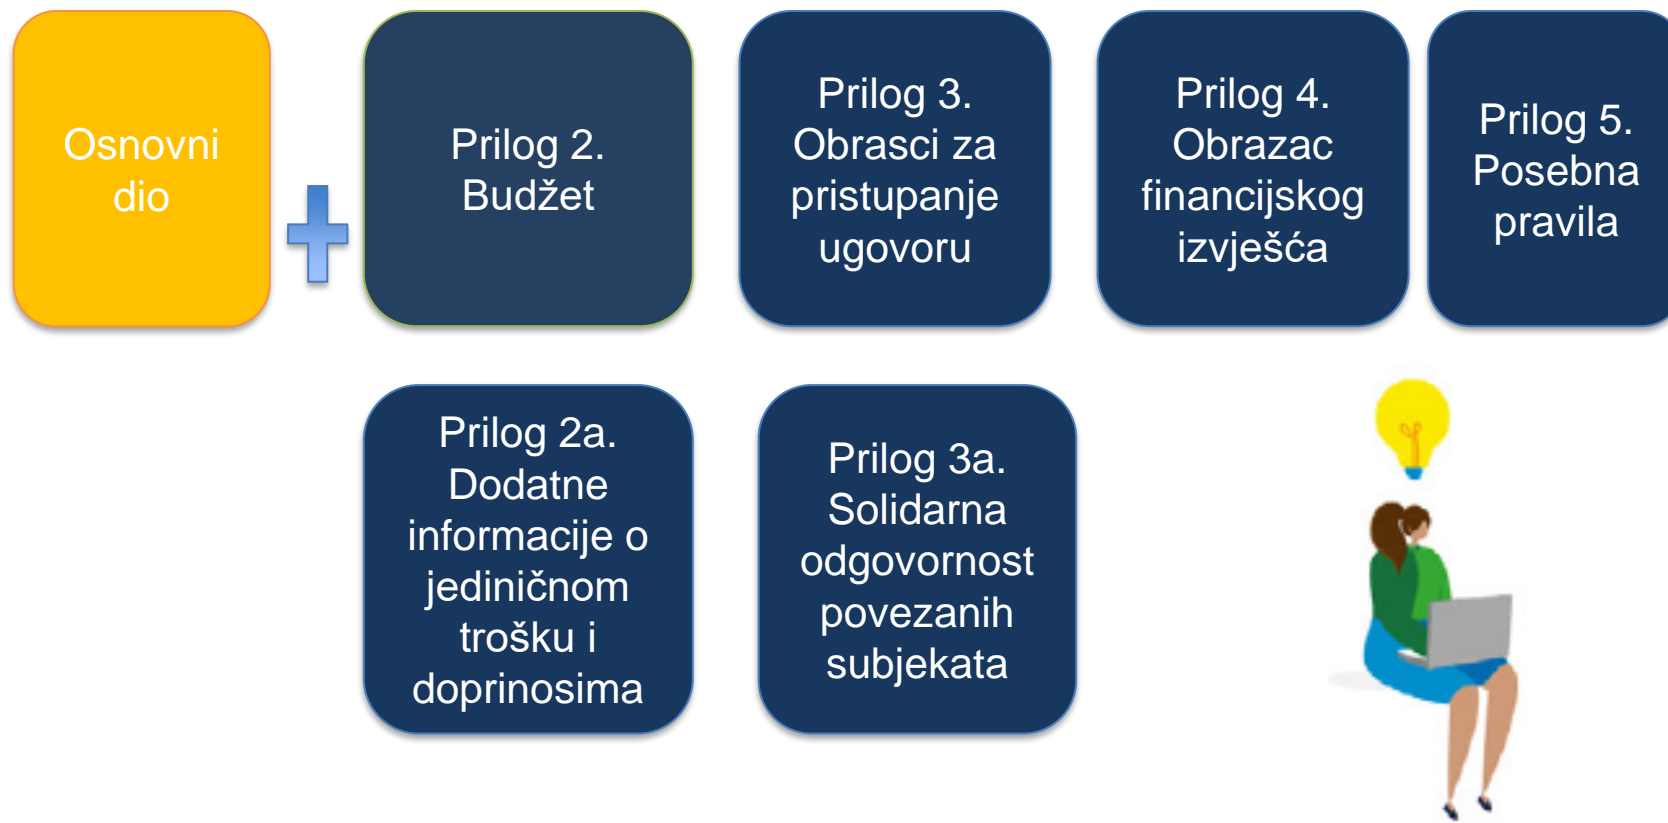 Osnovni
dio
Prilog 2.
Budžet
Prilog 3.
Obrasci za
pristupanje
ugovoru
Prilog 4.
Obrazac
financijskog
izvješća
Prilog 5.
Posebna
pravila
Prilog 2a.
Dodatne
informacije o
jediničnom
trošku i
doprinosima
Prilog 3a.
Solidarna
odgovornost
povezanih
subjekata